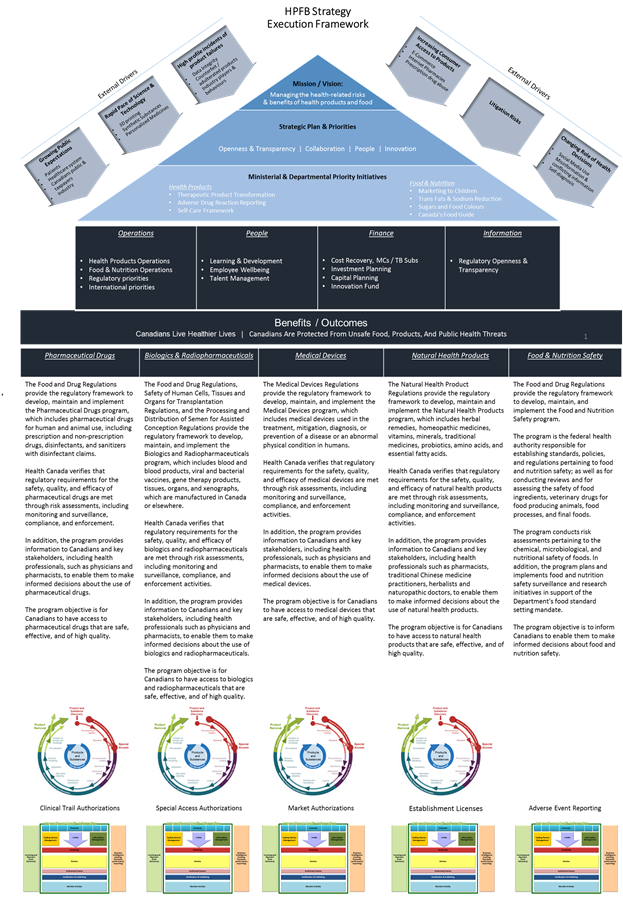 HPFB Strategy
Execution Framework
External Drivers
High profile incidents of
product failures
Data Integrity
Counterfeit /
adulterated products
Industry players &
behaviours
Rapid Pace of Science &
Technology
3D printing
Synthetic substances
Personalized Medicines
Growing Public
Expectations
Patients
Healthcare system
Canadians public &
taxpayers
Industry
External Drivers
Increasing Consumer
Access to Products
E-Commerce
Internet Pharmacies
prescription drug abuse
Litigation Risks
Changing Role of Health
Decisions
Social Media Use
Misleading /
conflicting information
Self-diagnosis
Mission / Vision:
Managing the health-related risks
& benefits of health products and food
Strategic Plan & Priorities
Openness & Transparency | Collaboration | People | Innovation
Ministerial & Departmental Priority Initiatives
Health Products
• Therapeutic Product Transformation
• Adverse Drug Reaction Reporting
• Self-Care Framework
Food & Nutrition
• Marketing to Children
• Trans Fats & Sodium Reduction
• Sugars and Food Colours
• Canada's Food Guide
Operations
• Health Products Operations
• Food & Nutrition Operations
• Regulatory priorities
• International priorities
People
• Learning & Development
• Employee Wellbeing
• Talent Management
Finance
• Cost Recovery, MCs / TB Subs
• Investment Planning
• Capital Planning
• Innovation Fund
Information
• Regulatory Openness &
Transparency
Benefits / Outcomes
Canadians Live Healthier Lives | Canadians Are Protected From Unsafe Food, Products, And Public Health Threats
1
Pharmaceutical Drugs
The Food and Drug Regulations
provide the regulatory framework to
develop, maintain and implement
the Pharmaceutical Drugs program,
which includes pharmaceutical drugs
for human and animal use, including
prescription and non-prescription
drugs, disinfectants, and sanitizers
with disinfectant claims.
Health Canada verifies that
regulatory requirements for the
safety, quality, and efficacy of
pharmaceutical drugs are met
through risk assessments, including
monitoring and surveillance,
compliance, and enforcement.
In addition, the program provides
information to Canadians and key
stakeholders, including health
professionals, such as physicians and
pharmacists, to enable them to make
informed decisions about the use of
pharmaceutical drugs.
The program objective is for
Canadians to have access to
pharmaceutical drugs that are safe,
effective, and of high quality.
Biologics & Radiopharmaceuticals
The Food and Drug Regulations,
Safety of Human Cells, Tissues and
Organs for Transplantation
Regulations, and the Processing and
Distribution of Semen for Assisted
Conception Regulations provide the
regulatory framework to develop,
maintain, and implement the
Biologics and Radiopharmaceuticals
program, which includes blood and
blood products, viral and bacterial
vaccines, gene therapy products,
tissues, organs, and xenographs,
which are manufactured in Canada
or elsewhere.
Health Canada verifies that
regulatory requirements for the
safety, quality, and efficacy of
biologics and radiopharmaceuticals
are met through risk assessments,
including monitoring and
surveillance, compliance, and
enforcement activities.
In addition, the program provides
information to Canadians and key
stakeholders, including health
professionals such as physicians and
pharmacists, to enable them to make
informed decisions about the use of
biologics and radiopharmaceuticals.
The program objective is for
Canadians to have access to biologics
and radiopharmaceuticals that are
safe, effective, and of high quality.
Medical Devices
The Medical Devices Regulations
provide the regulatory framework to
develop, maintain, and implement the
Medical Devices program, which
includes medical devices used in the
treatment, mitigation, diagnosis, or
prevention of a disease or an abnormal
physical condition in humans.
Health Canada verifies that regulatory
requirements for the safety, quality,
and efficacy of medical devices are met
through risk assessments, including
monitoring and surveillance,
compliance, and enforcement
activities.
In addition, the program provides
information to Canadians and key
stakeholders, including health
professionals, such as physicians and
pharmacists, to enable them to make
informed decisions about the use of
medical devices.
The program objective is for Canadians
to have access to medical devices that
are safe, effective, and of high quality.
Natural Health Products
The Natural Health Product
Regulations provide the regulatory
framework to develop, maintain and
implement the Natural Health Products
program, which includes herbal
remedies, homeopathic medicines,
vitamins, minerals, traditional
medicines, probiotics, amino acids, and
essential fatty acids.
Health Canada verifies that regulatory
requirements for the safety, quality,
and efficacy of natural health products
are met through risk assessments,
including monitoring and surveillance,
compliance, and enforcement
activities.
In addition, the program provides
information to Canadians and key
stakeholders, including health
professionals such as pharmacists,
traditional Chinese medicine
practitioners, herbalists and
naturopathic doctors, to enable them
to make informed decisions about the
use of natural health products.
The program objective is for Canadians
to have access to natural health
products that are safe, effective, and of
high quality.
Food & Nutrition Safety
The Food and Drug Regulations
provide the regulatory framework to
develop, maintain, and
implement the Food and Nutrition
Safety program.
The program is the federal health
authority responsible for
establishing standards, policies,
and regulations pertaining to food
and nutrition safety; as well as for
conducting reviews and for
assessing the safety of food
ingredients, veterinary drugs for
food producing animals, food
processes, and final foods.
The program conducts risk
assessments pertaining to the
chemical, microbiological, and
nutritional safety of foods. In
addition, the program plans and
implements food and nutrition
safety surveillance and research
initiatives in support of the
Department's food standard
setting mandate.
The program objective is to inform
Canadians to enable them to make
informed decisions about food and
nutrition safety.
Products
and
Substances
Products
and
Substances
Products
and
Substances
Products
and
Substances
Clinical Trail Authorizations
Special Access Authorizations
Market Authorizations
Establishment Licenses
Adverse Event Reporting